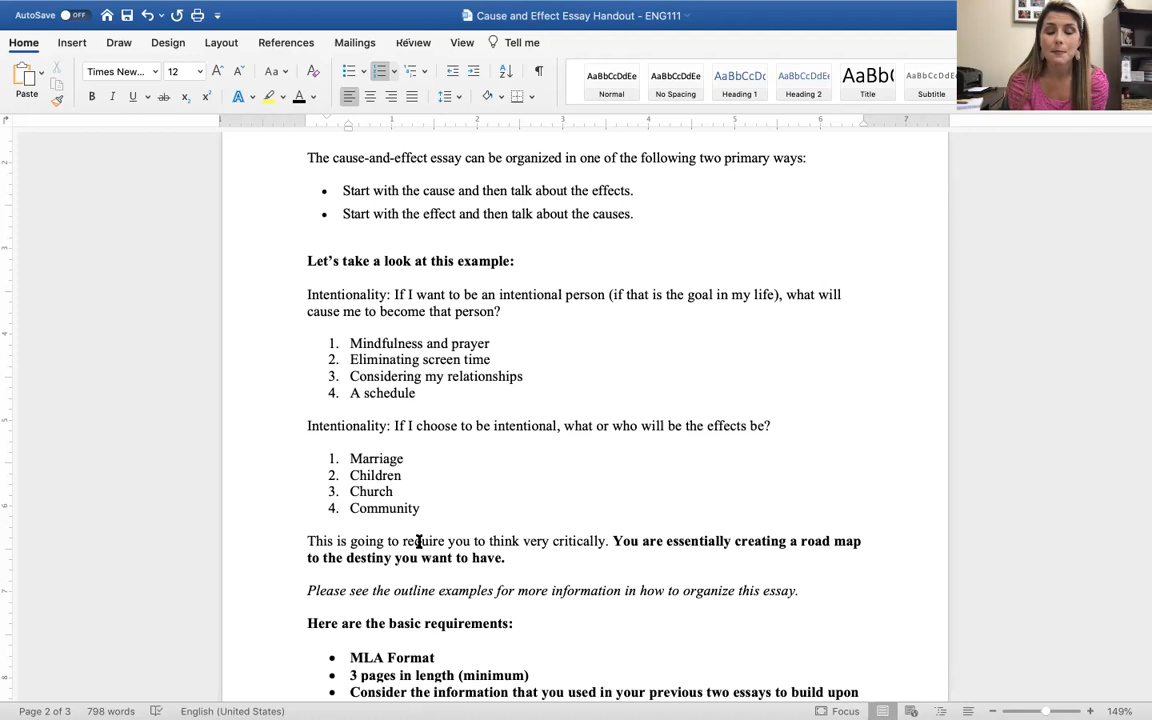 AutoSave OFF Cause and Effect Essay Handout - ENG111
Home Insert Draw Design Layout References Mailings Review View Tell me
Paste Times New... 12 Aa AaBbCcDdEe AaBbCcDdEe AaBbCcDc AaBbCcDdEe AaBb( AaBbCcDdEe
B I U ab x₂ x² A A Normal No Spacing Heading 1 Heading 2 Title Subtitle
1 2 3 4 5 6 7
The cause-and-effect essay can be organized in one of the following two primary ways:
• Start with the cause and then talk about the effects.
• Start with the effect and then talk about the causes.
Let's take a look at this example:
Intentionality: If I want to be an intentional person (if that is the goal in my life), what will
cause me to become that person?
1. Mindfulness and prayer
2. Eliminating screen time
3. Considering my relationships
4. A schedule
Intentionality: If I choose to be intentional, what or who will be the effects be?
1. Marriage
2. Children
3. Church
4. Community
This is going to require you to think very critically. You are essentially creating a road map
to the destiny you want to have.
Please see the outline examples for more information in how to organize this essay.
Here are the basic requirements:
• MLA Format
• 3 pages in length (minimum)
• Consider the information that you used in your previous two essays to build upon
Page 2 of 3 798 words English (United States) Focus 149%